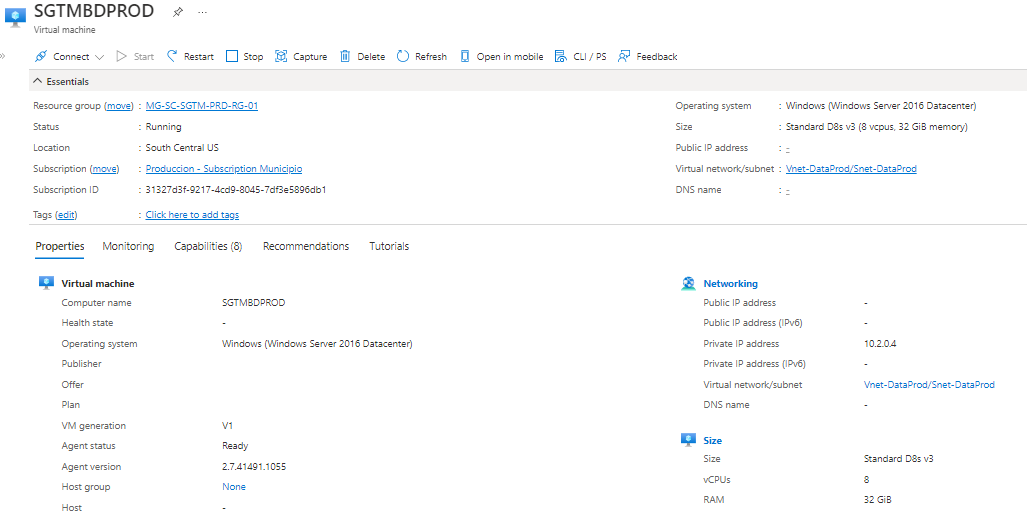 SGTMBDPROD
Virtual machine
Connect Start Restart Stop Capture Delete Refresh Open in mobile CLI / PS Feedback
Essentials
Resource group (move) : MG-SC-SGTM-PRD-RG-01
Status : Running
Location : South Central US
Subscription (move) : Produccion - Subscription Municipio
Subscription ID : 31327d3f-9217-4cd9-8045-7df3e5896db1
Operating system : Windows (Windows Server 2016 Datacenter)
Size : Standard D8s v3 (8 vcpus, 32 GiB memory)
Public IP address : -
Virtual network/subnet : Vnet-DataProd/Snet-DataProd
DNS name : -
Tags (edit) : Click here to add tags
Properties Monitoring Capabilities (8) Recommendations Tutorials
Virtual machine
Computer name SGTMBDPROD
Health state -
Operating system Windows (Windows Server 2016 Datacenter)
Publisher
Offer
Plan
VM generation V1
Agent status Ready
Agent version 2.7.41491.1055
Host group None
Host -
Networking
Public IP address -
Public IP address (IPv6) -
Private IP address 10.2.0.4
Private IP address (IPv6) -
Virtual network/subnet Vnet-DataProd/Snet-DataProd
DNS name -
Size
Size Standard D8s v3
vCPUs 8
RAM 32 GiB